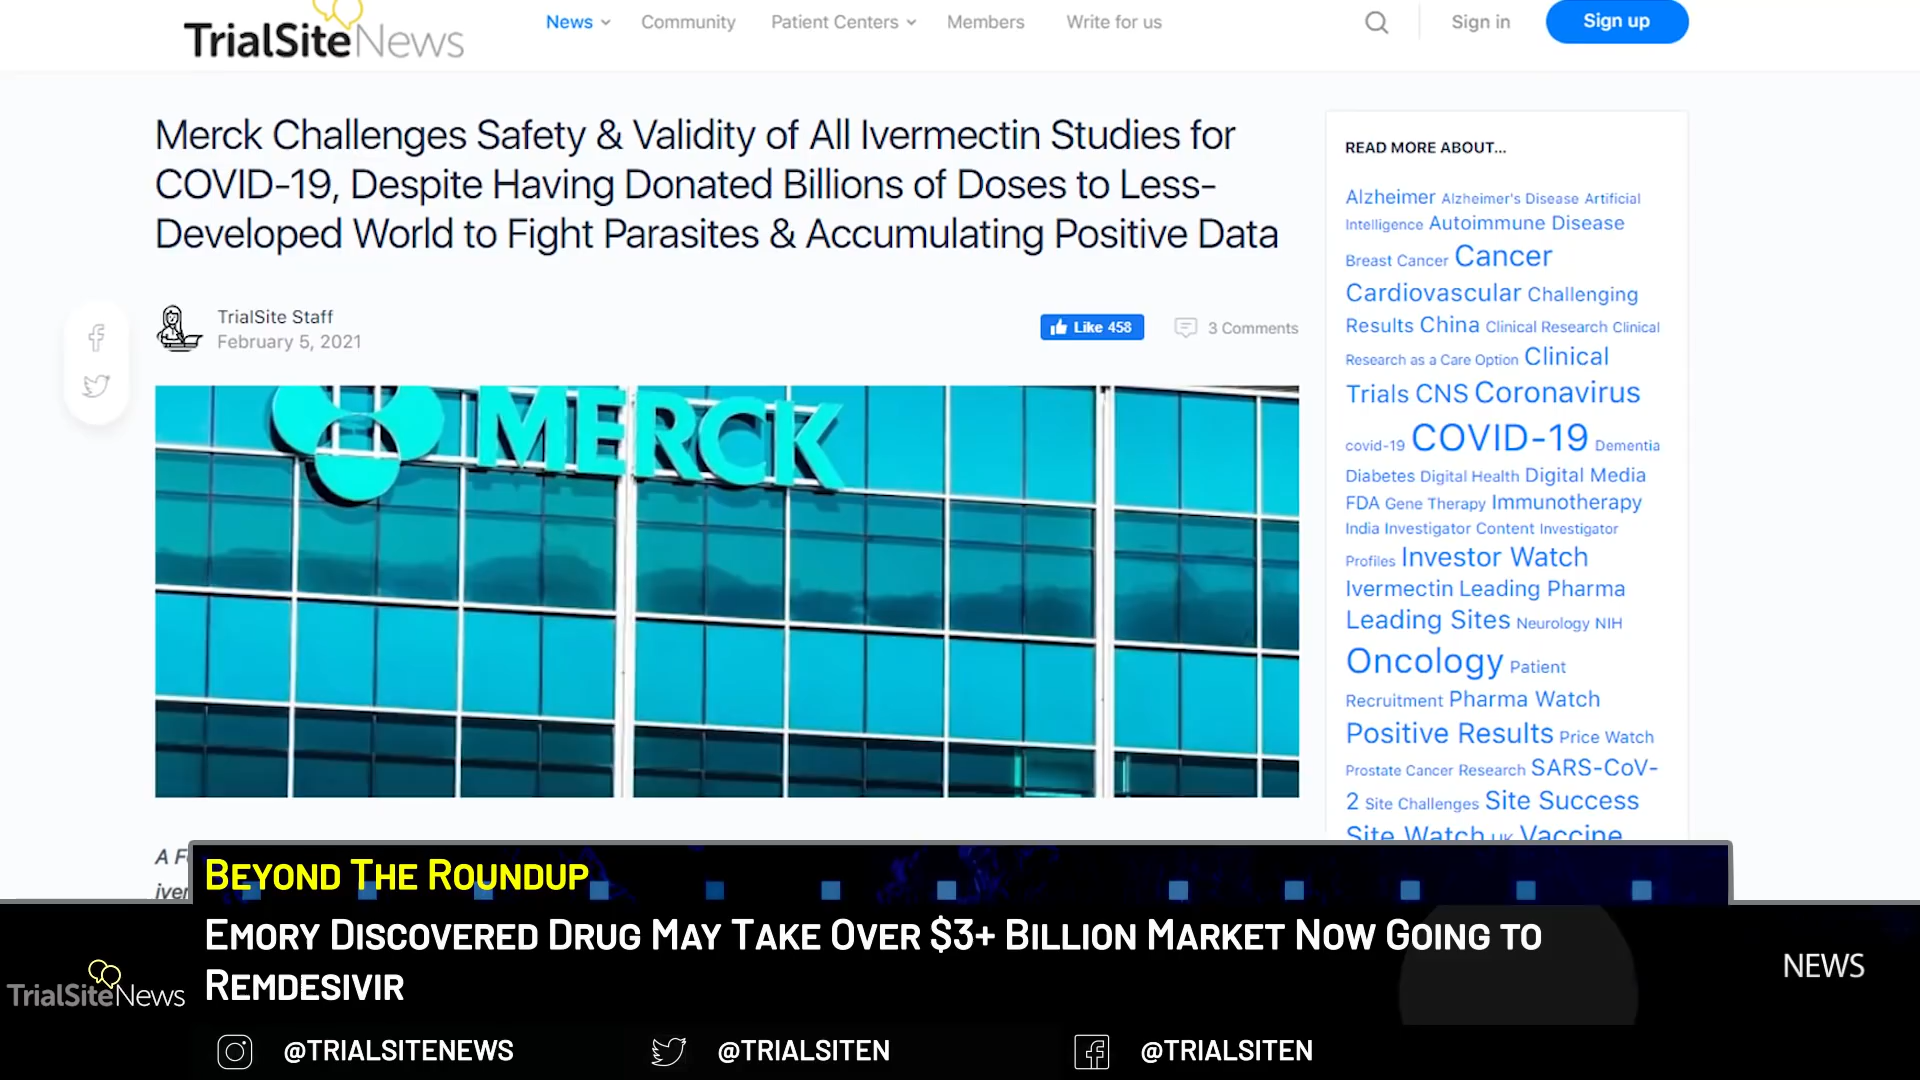 TrialSiteNews
News
Community
Patient Centers
Members
Write for us
Sign in
Sign up
Merck Challenges Safety & Validity of All Ivermectin Studies for
COVID-19, Despite Having Donated Billions of Doses to Less-
Developed World to Fight Parasites & Accumulating Positive Data
TrialSite Staff
February 5, 2021
Like 458
3 Comments
MERCK
READ MORE ABOUT...
Alzheimer Alzheimer's Disease Artificial
Intelligence Autoimmune Disease
Breast Cancer Cancer
Cardiovascular Challenging
Results China Clinical Research Clinical
Research as a Care Option Clinical
Trials CNS Coronavirus
covid-19 COVID-19 Dementia
Diabetes Digital Health Digital Media
FDA Gene Therapy Immunotherapy
India Investigator Content Investigator
Profiles Investor Watch
Ivermectin Leading Pharma
Leading Sites Neurology NIH
Oncology Patient
Recruitment Pharma Watch
Positive Results Price Watch
Prostate Cancer Research SARS-CoV-
2 Site Challenges Site Success
Site Watch UK Vaccine
BEYOND THE ROUNDUP
EMORY DISCOVERED DRUG MAY TAKE OVER $3+ BILLION MARKET NOW GOING TO
REMDESIVIR
TrialSiteNews
NEWS
@TRIALSITENEWS
@TRIALSITEN
@TRIALSITEN